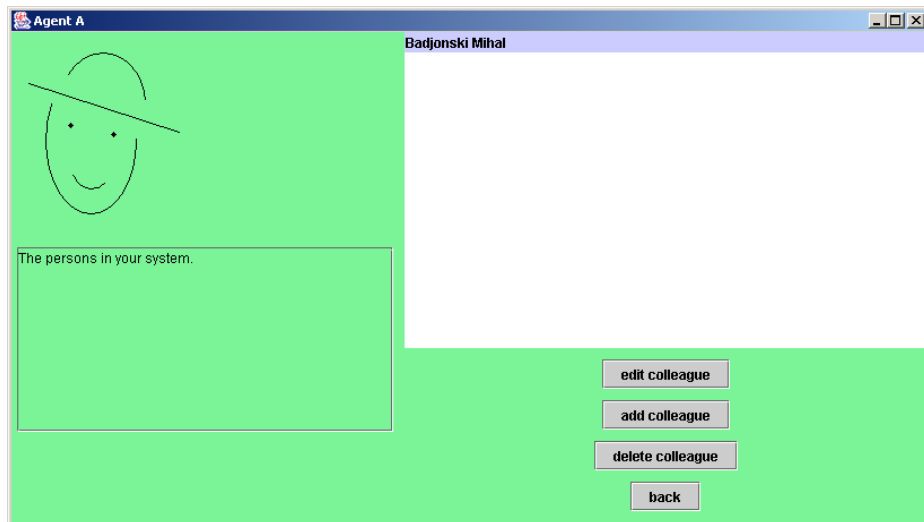 Agent A
Badjonski Mihal
The persons in your system.
edit colleague
add colleague
delete colleague
back